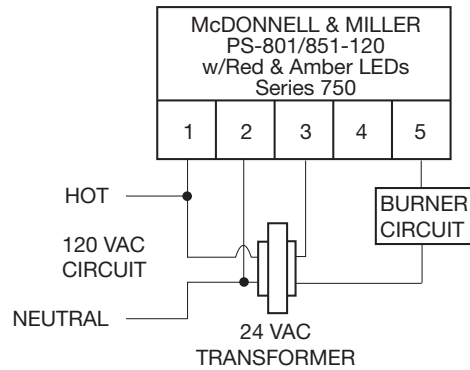 McDONNELL & MILLER
PS-801/851-120
w/Red & Amber LEDs
Series 750
1 2 3 4 5
HOT
BURNER
CIRCUIT
120 VAC
CIRCUIT
NEUTRAL
24 VAC
TRANSFORMER